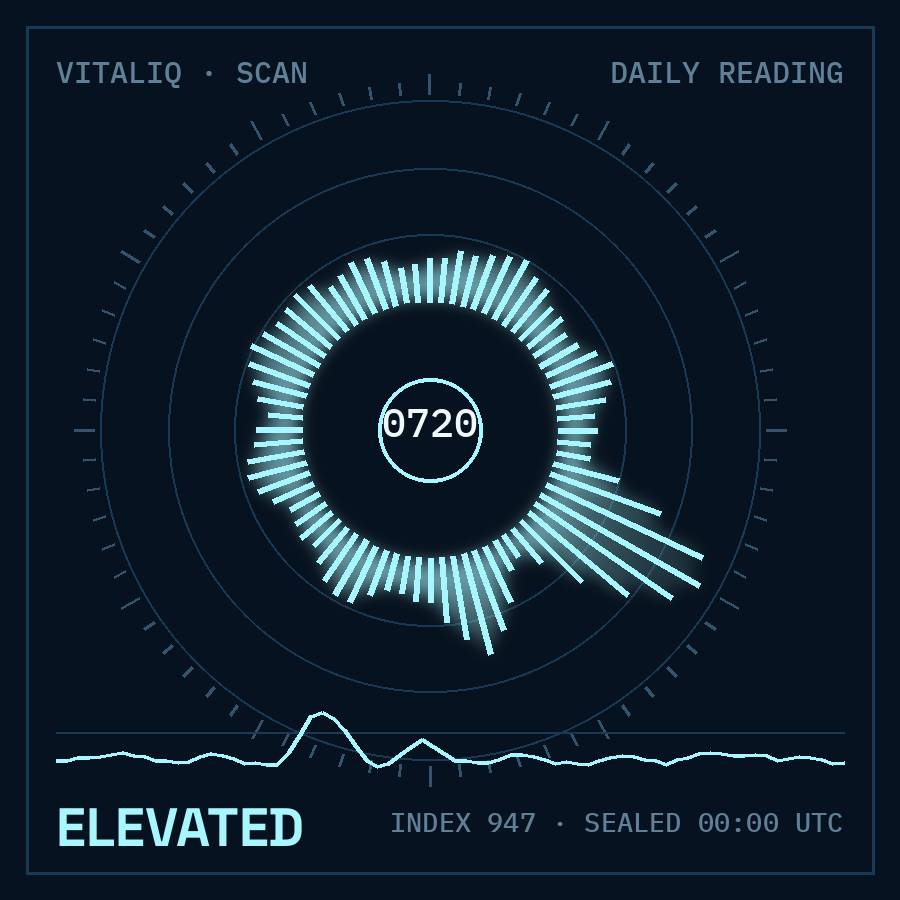 VITALIQ · SCAN
DAILY READING
0720
ELEVATED
INDEX 947 · SEALED 00:00 UTC